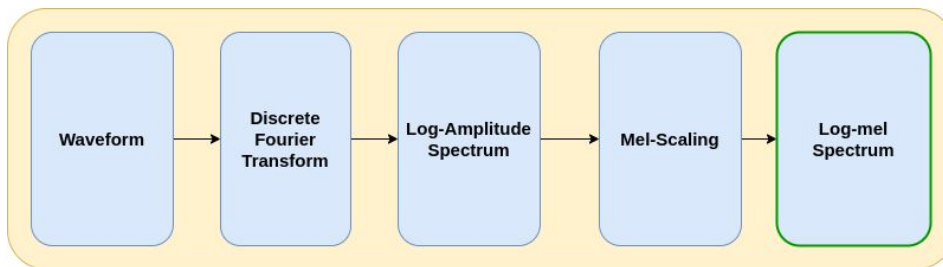 Waveform
Discrete
Fourier
Transform
Log-Amplitude
Spectrum
Mel-Scaling
Log-mel
Spectrum